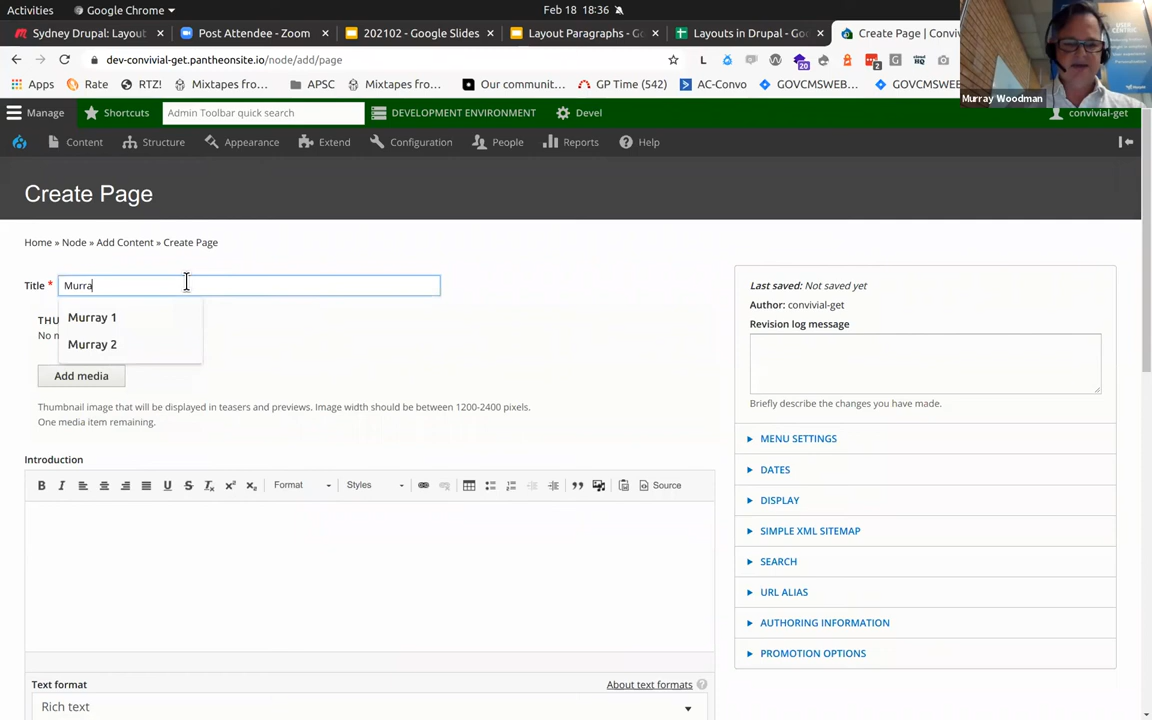 Activities
Google Chrome
Feb 18 18:36
Sydney Drupal: Layou
Post Attendee - Zoom
202102 - Google Slides
Layout Paragraphs - Go
Layouts in Drupal - Goo
Create Page | Convivi
dev-convivial-get.pantheonsite.io/node/add/page
Apps
Rate
RTZ!
Mixtapes fro...
APSC
Our communit...
GP Time (542)
AC-Convo
GOVCMSWEB...
GOVCMSWEB
Murray Woodman
Manage
Shortcuts
Admin Toolbar quick search
DEVELOPMENT ENVIRONMENT
Devel
convivial-get
Content
Structure
Appearance
Extend
Configuration
People
Reports
Help
Create Page
Home » Node » Add Content » Create Page
Title *
Murra
Murray 1
Murray 2
THU
No m
Add media
Thumbnail image that will be displayed in teasers and previews. Image width should be between 1200-2400 pixels.
One media item remaining.
Introduction
Format
Styles
Source
Text format
About text formats
Rich text
Last saved: Not saved yet
Author: convivial-get
Revision log message
Briefly describe the changes you have made.
MENU SETTINGS
DATES
DISPLAY
SIMPLE XML SITEMAP
SEARCH
URL ALIAS
AUTHORING INFORMATION
PROMOTION OPTIONS